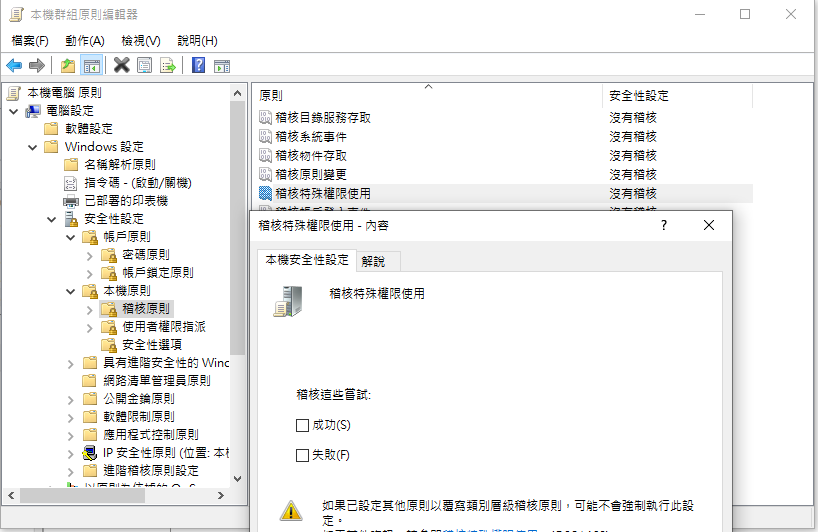 本機群組原則編輯器
檔案(F) 動作(A) 檢視(V) 說明(H)
本機電腦 原則
電腦設定
軟體設定
Windows 設定
名稱解析原則
指令碼 - (啟動/關機)
已部署的印表機
安全性設定
帳戶原則
密碼原則
帳戶鎖定原則
本機原則
稽核原則
使用者權限指派
安全性選項
具有進階安全性的 Winc
網路清單管理員原則
公開金鑰原則
軟體限制原則
應用程式控制原則
IP 安全性原則 (位置: 本機
進階稽核原則設定
原則 安全性設定
稽核目錄服務存取 沒有稽核
稽核系統事件 沒有稽核
稽核物件存取 沒有稽核
稽核原則變更 沒有稽核
稽核特殊權限使用 沒有稽核
稽核特殊權限使用 - 內容
本機安全性設定 解說
稽核特殊權限使用
稽核這些嘗試:
成功(S)
失敗(F)
如果已設定其他原則以覆寫類別層級稽核原則，可能不會強制執行此設
定。